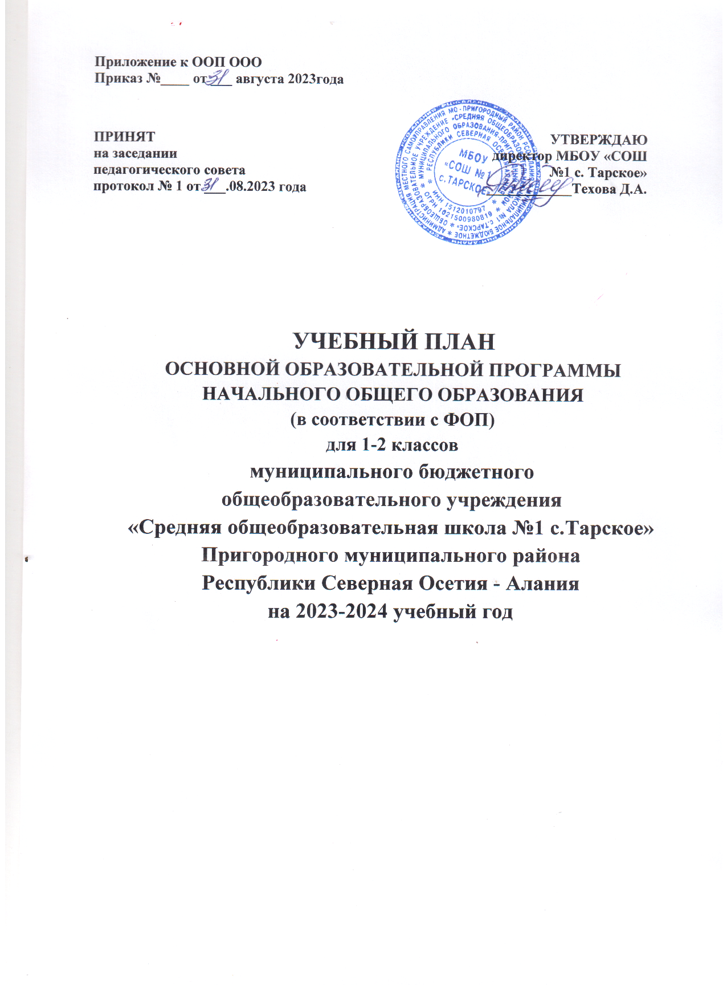 Приложение к ООП ООО
Приказ №____ от 31 августа 2023года
ПРИНЯТ
на заседании
педагогического совета
протокол № 1 от 31.08.2023 года
УТВЕРЖДАЮ
директор МБОУ «СОШ
№1 с. Тарское»
____________Техова Д.А.
МБОУ
«СОШ №1
с.ТАРСКОЕ»
ИНН 1512010797
ОГРН 1021500980819
УЧЕБНЫЙ ПЛАН
ОСНОВНОЙ ОБРАЗОВАТЕЛЬНОЙ ПРОГРАММЫ
НАЧАЛЬНОГО ОБЩЕГО ОБРАЗОВАНИЯ
(в соответствии с ФОП)
для 1-2 классов
муниципального бюджетного
общеобразовательного учреждения
«Средняя общеобразовательная школа №1 с.Тарское»
Пригородного муниципального района
Республики Северная Осетия - Алания
на 2023-2024 учебный год